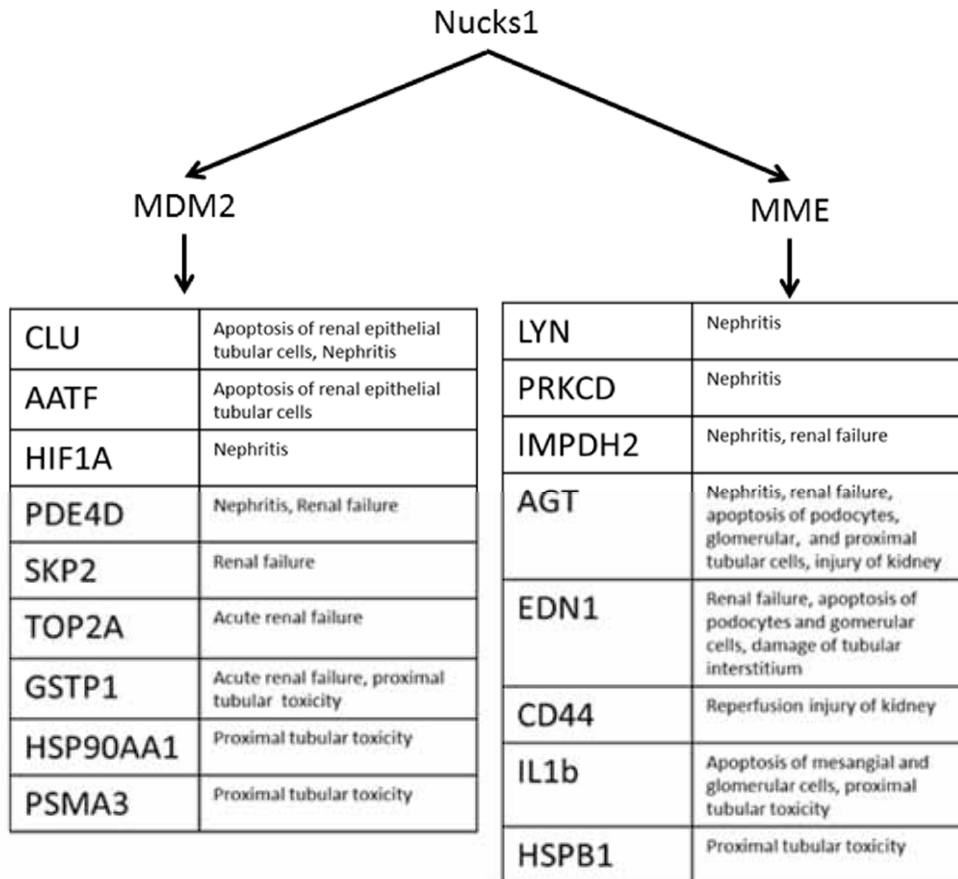 Nucks1
MDM2
MME
CLU
Apoptosis of renal epithelial
tubular cells, Nephritis
AATF
Apoptosis of renal epithelial
tubular cells
HIF1A
Nephritis
PDE4D
Nephritis, Renal failure
SKP2
Renal failure
TOP2A
Acute renal failure
GSTP1
Acute renal failure, proximal
tubular toxicity
HSP90AA1
Proximal tubular toxicity
PSMA3
Proximal tubular toxicity
LYN
Nephritis
PRKCD
Nephritis
IMPDH2
Nephritis, renal failure
AGT
Nephritis, renal failure,
apoptosis of podocytes,
glomerular, and proximal
tubular cells, injury of kidney
EDN1
Renal failure, apoptosis of
podocytes and gomerular
cells, damage of tubular
interstitium
CD44
Reperfusion injury of kidney
IL1b
Apoptosis of mesangial and
glomerular cells, proximal
tubular toxicity
HSPB1
Proximal tubular toxicity